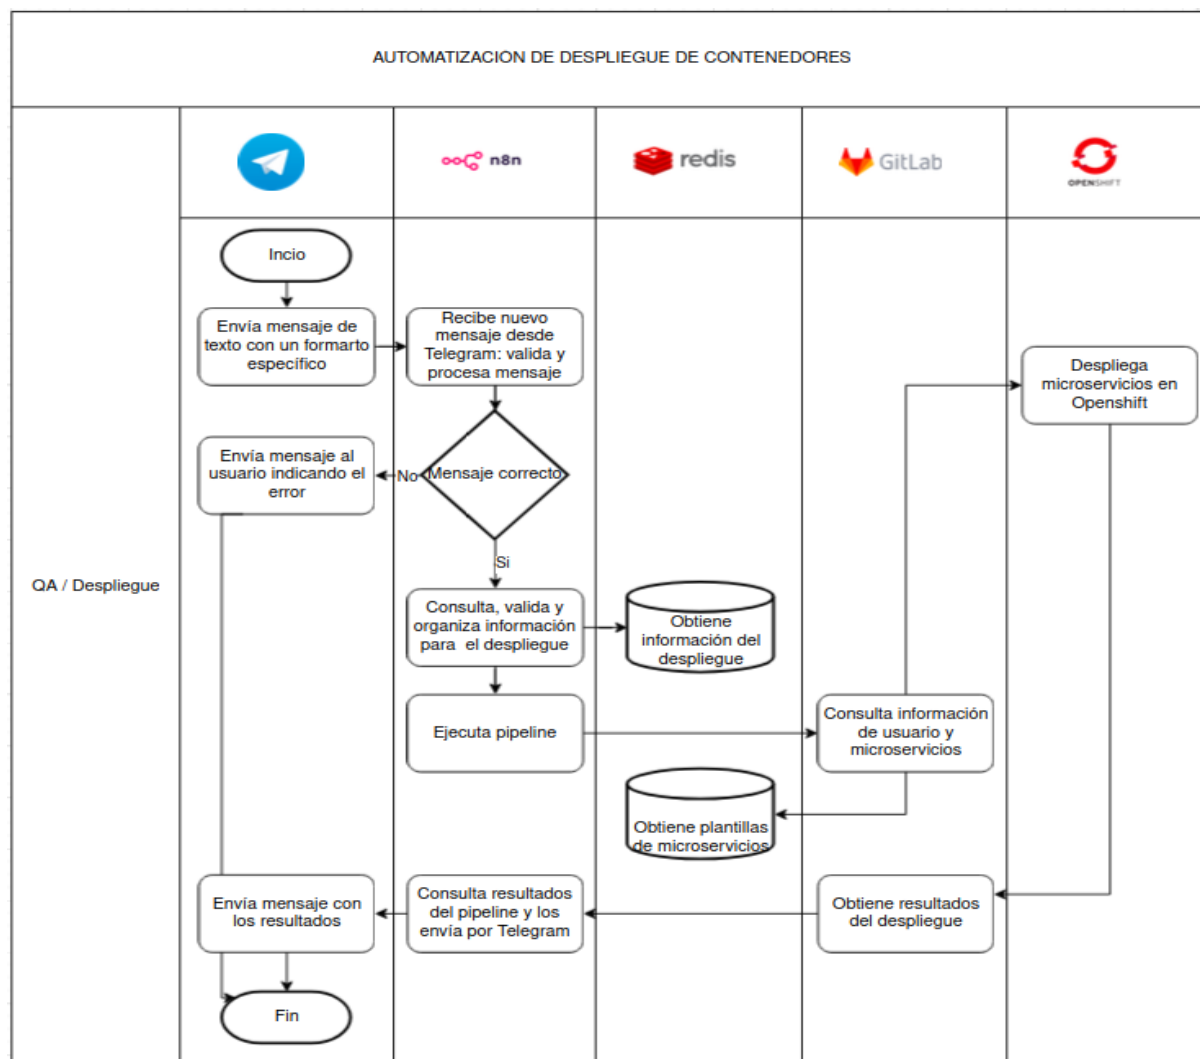 AUTOMATIZACION DE DESPLIEGUE DE CONTENEDORES
n8n
redis
GitLab
OPENSHIFT
QA / Despliegue
Incio
Envía mensaje de
texto con un formarto
específico
Recibe nuevo
mensaje desde
Telegram: valida y
procesa mensaje
Despliega
microservicios en
Openshift
Envía mensaje al
usuario indicando el
error
No
Mensaje correcto
Si
Consulta, valida y
organiza información
para el despliegue
Obtiene
información del
despliegue
Ejecuta pipeline
Consulta información
de usuario y
microservicios
Obtiene plantillas
de microservicios
Envía mensaje con
los resultados
Consulta resultados
del pipeline y los
envía por Telegram
Obtiene resultados
del despliegue
Fin